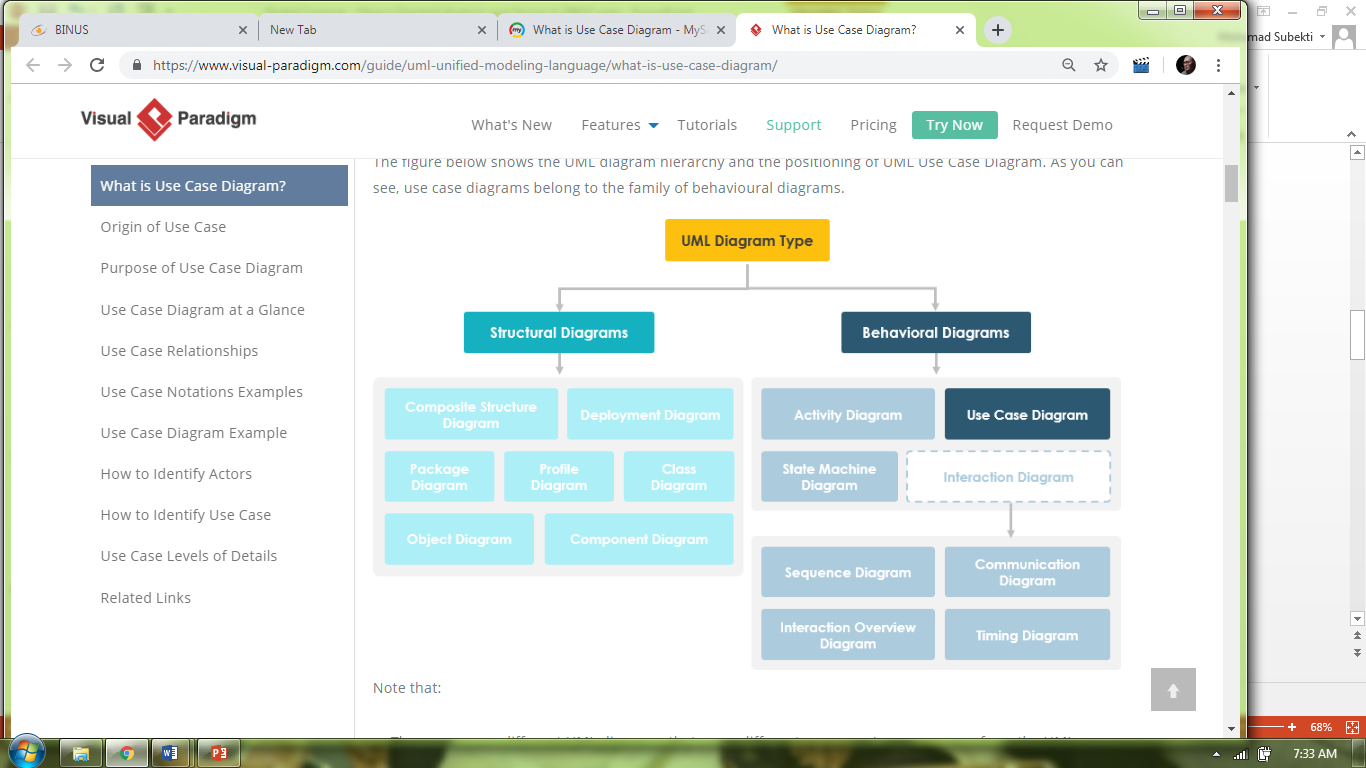 BINUS
New Tab
What is Use Case Diagram - MyS
What is Use Case Diagram?
Subekti
https://www.visual-paradigm.com/guide/uml-unified-modeling-language/what-is-use-case-diagram/
Visual Paradigm
What's New
Features
Tutorials
Support
Pricing
Try Now
Request Demo
What is Use Case Diagram?
Origin of Use Case
Purpose of Use Case Diagram
Use Case Diagram at a Glance
Use Case Relationships
Use Case Notations Examples
Use Case Diagram Example
How to Identify Actors
How to Identify Use Case
Use Case Levels of Details
Related Links
The figure below shows the UML diagram hierarchy and the positioning of UML Use Case Diagram. As you can
see, use case diagrams belong to the family of behavioural diagrams.
UML Diagram Type
Structural Diagrams
Behavioral Diagrams
Composite Structure
Diagram
Deployment Diagram
Package
Diagram
Profile
Diagram
Class
Diagram
Object Diagram
Component Diagram
Activity Diagram
Use Case Diagram
State Machine
Diagram
Interaction Diagram
Sequence Diagram
Communication
Diagram
Interaction Overview
Diagram
Timing Diagram
Note that:
68%
7:33 AM